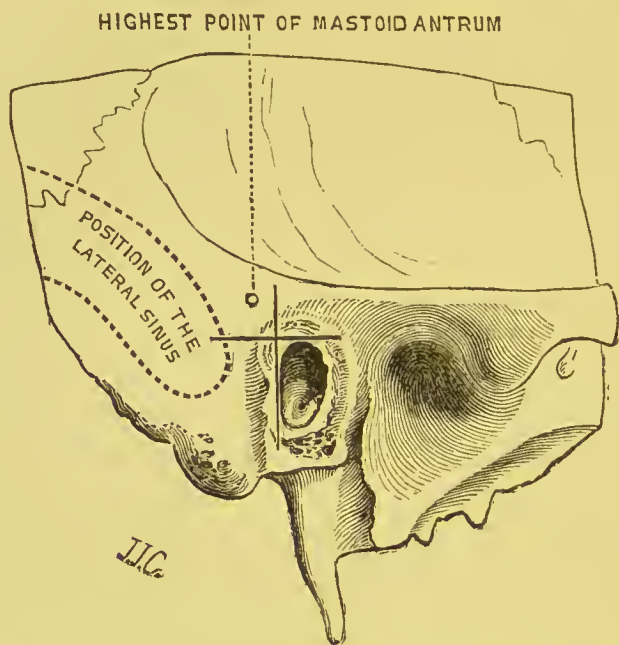 HIGHEST POINT OF MASTOID ANTRUM
POSITION OF THE
LATERAL SINUS
J.J.C.